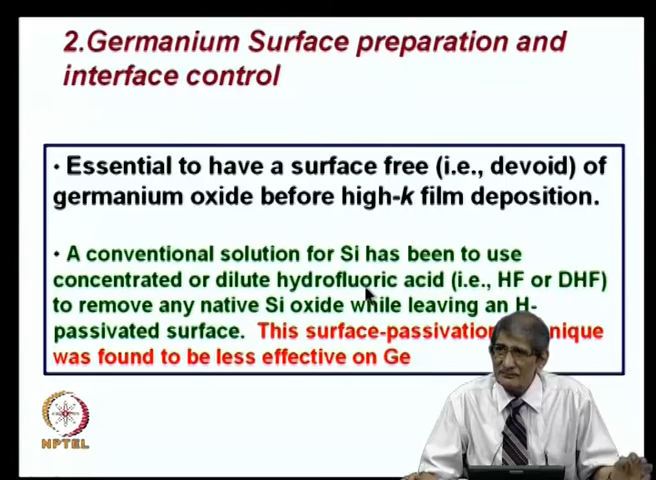 2.Germanium Surface preparation and
interface control
• Essential to have a surface free (i.e., devoid) of
germanium oxide before high-k film deposition.
• A conventional solution for Si has been to use
concentrated or dilute hydrofluoric acid (i.e., HF or DHF)
to remove any native Si oxide while leaving an H-
passivated surface. This surface-passivation nique
was found to be less effective on Ge
NPTEL